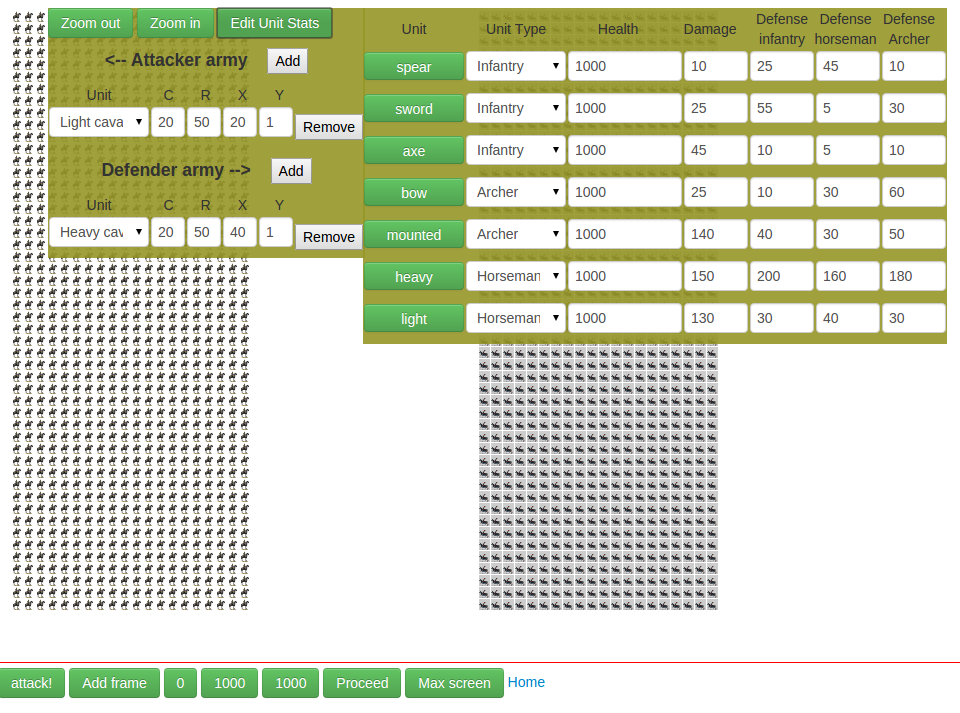 Zoom out Zoom in Edit Unit Stats
<-- Attacker army Add
Unit C R X Y
Light cava 20 50 20 1 Remove
Defender army --> Add
Unit C R X Y
Heavy cav 20 50 40 1 Remove
Unit Unit Type Health Damage Defense infantry Defense horseman Defense Archer
spear Infantry 1000 10 25 45 10
sword Infantry 1000 25 55 5 30
axe Infantry 1000 45 10 5 10
bow Archer 1000 25 10 30 60
mounted Archer 1000 140 40 30 50
heavy Horseman 1000 150 200 160 180
light Horseman 1000 130 30 40 30
attack! Add frame 0 1000 1000 Proceed Max screen Home